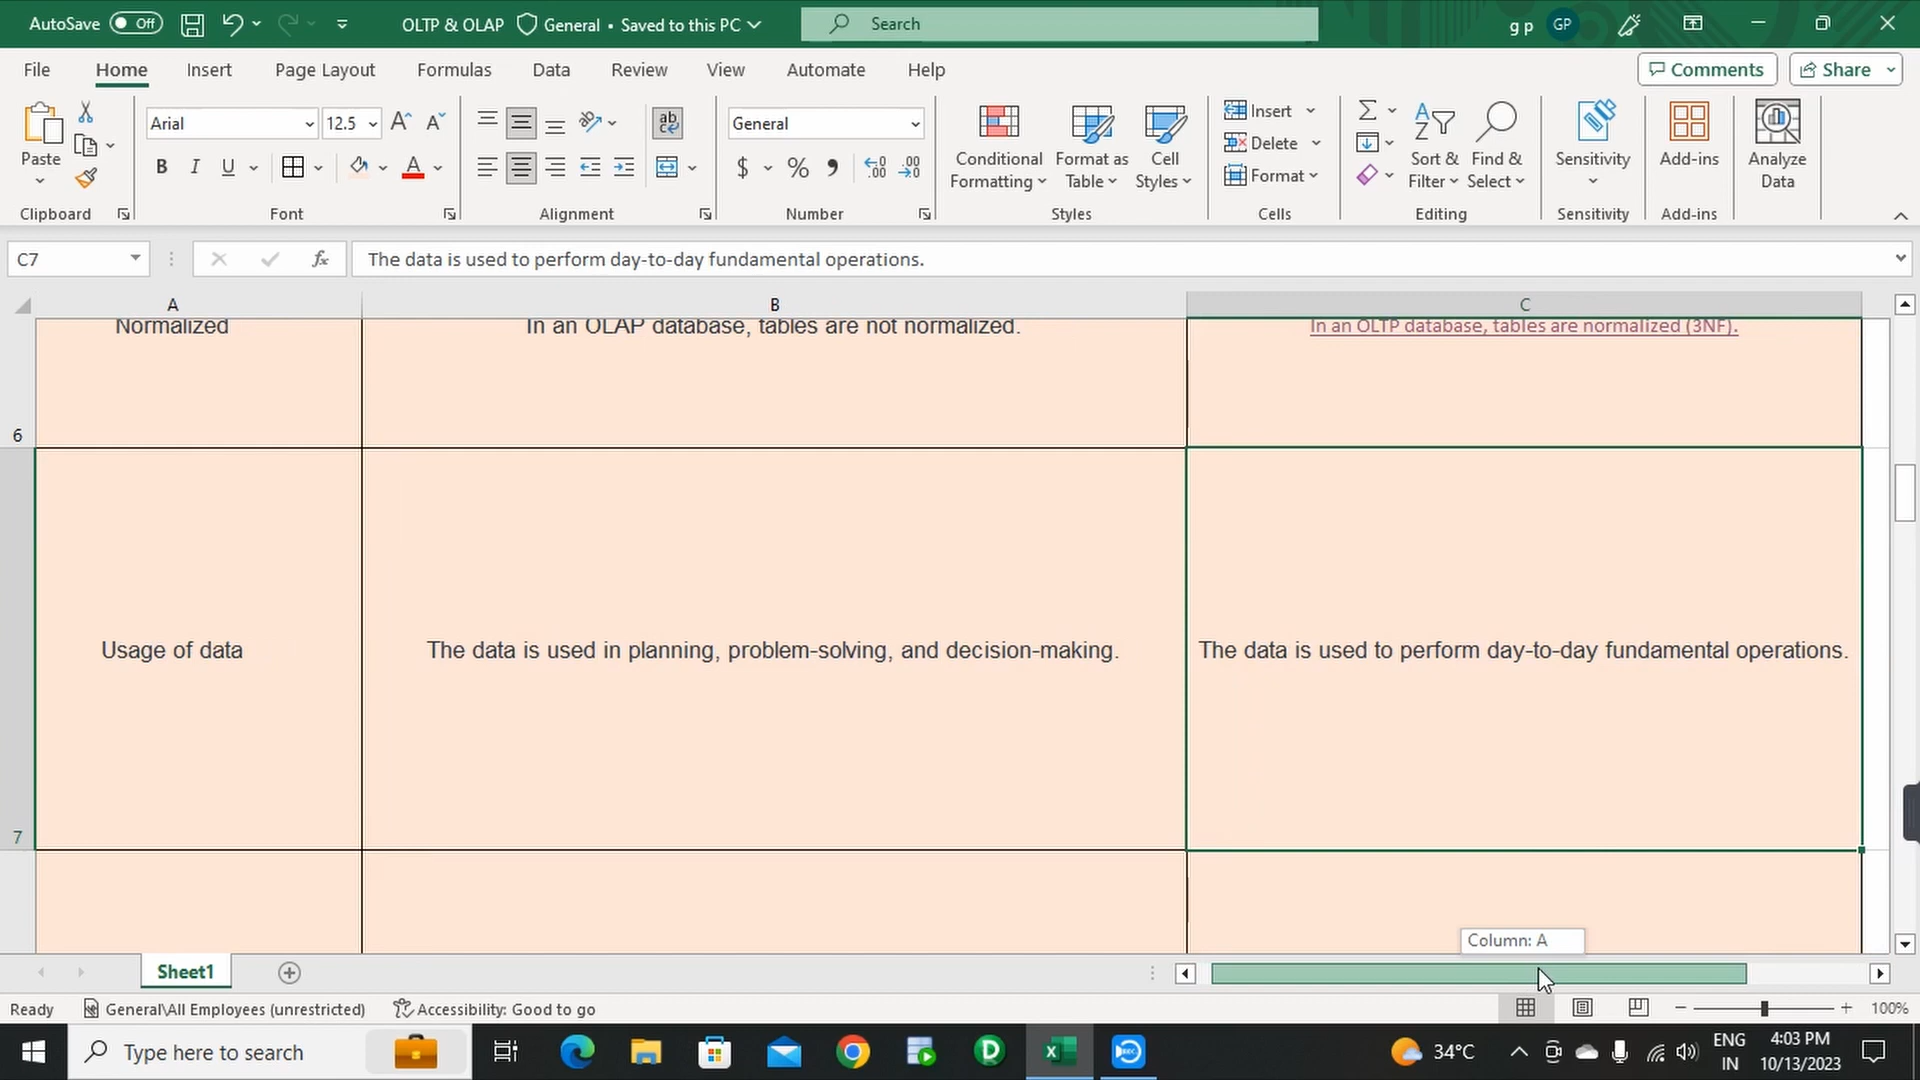 AutoSave Off OLTP & OLAP General • Saved to this PC Search g p GP
File Home Insert Page Layout Formulas Data Review View Automate Help Comments Share
Paste Arial 12.5 General Conditional Formatting Format as Table Cell Styles Insert Delete Format Sort & Filter Find & Select Sensitivity Add-ins Analyze Data
B I U A $ % 9
Clipboard Font Alignment Number Styles Cells Editing Sensitivity Add-ins
C7 fx The data is used to perform day-to-day fundamental operations.
A B C
Normalized In an OLAP database, tables are not normalized. In an OLTP database, tables are normalized (3NF).
6
Usage of data The data is used in planning, problem-solving, and decision-making. The data is used to perform day-to-day fundamental operations.
7
Column: A
Sheet1
Ready General\All Employees (unrestricted) Accessibility: Good to go 100%
Type here to search 34°C ENG IN 4:03 PM 10/13/2023